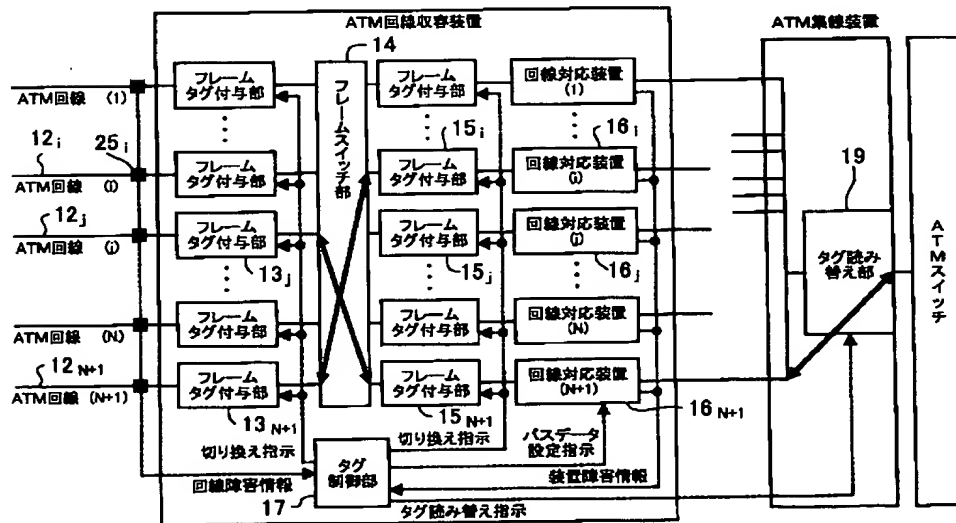 ATM回線収容装置
ATM集線装置
14
フレーム
タグ付与部
フレームスイッチ部
フレーム
タグ付与部
回線対応装置
(1)
ATM回線 (1)
12i
25i
15i
16i
19
フレーム
タグ付与部
フレーム
タグ付与部
回線対応装置
(i)
ATM回線 (i)
12j
フレーム
タグ付与部
フレーム
タグ付与部
回線対応装置
(j)
タグ読み
替え部
ATMスイッチ
ATM回線 (j)
13j
15j
16j
フレーム
タグ付与部
フレーム
タグ付与部
回線対応装置
(N)
ATM回線 (N)
12N+1
フレーム
タグ付与部
フレーム
タグ付与部
回線対応装置
(N+1)
ATM回線 (N+1)
13N+1
15N+1
16N+1
切り換え指示
切り換え指示
パスデータ
設定指示
タグ
制御部
回線障害情報
装置障害情報
17
タグ読み替え指示